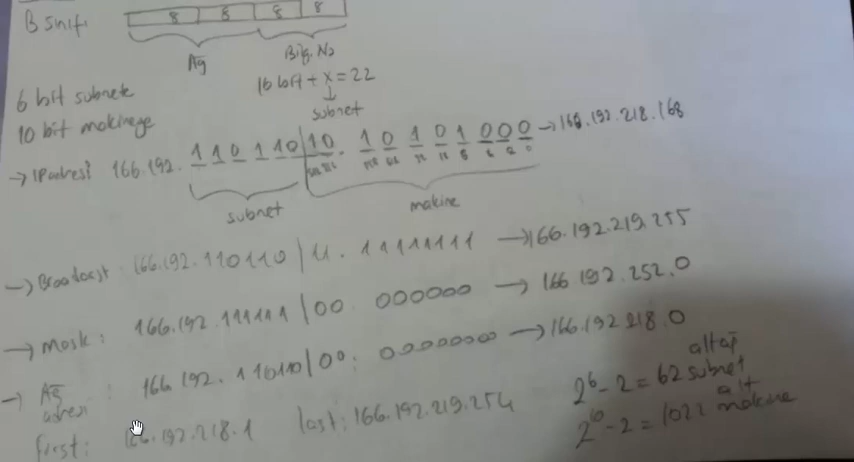 B sınıfı
8 8 8 8
Ağ Bilg. No
16 bit + x = 22
subnet
6 bit subnete
10 bit makineye
→ IP adres? 166.192. 1 1 0 1 1 0 | 1 0 . 1 0 1 0 1 0 0 0 → 166.192.218.168
subnet makine
→ Broadcast: 166.192.110110 | 11. 11111111 → 166.192.219.255
→ Mask: 166.192.111111 | 00. 000000 → 166 192.252.0
→ Ağ adresi: 166.192.110110 | 00. 00000000 → 166.192 218.0
First: 166.192.218.1 last: 166.192.219.254
2^6 - 2 = 62 subnet
alt
2^10 - 2 = 1022 makine